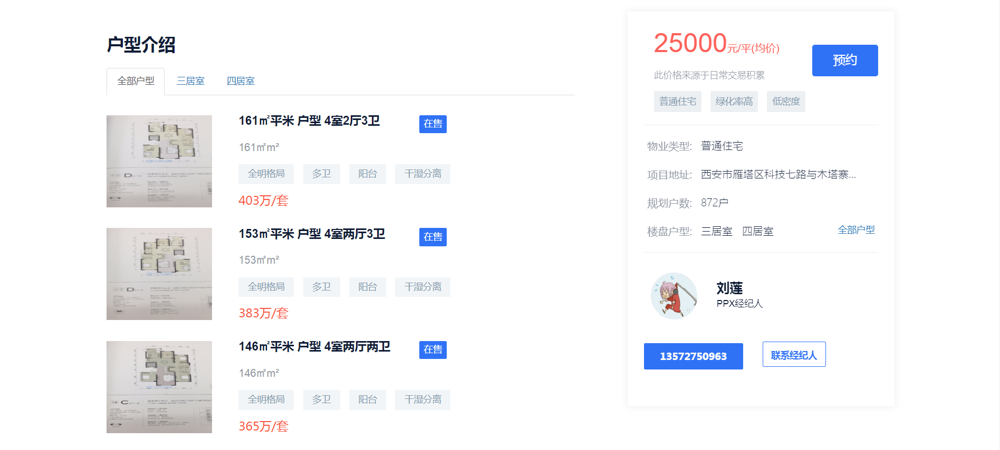 户型介绍
全部户型 三居室 四居室
161㎡平米 户型 4室2厅3卫 在售
161㎡m²
全明格局 多卫 阳台 干湿分离
403万/套
153㎡平米 户型 4室两厅3卫 在售
153㎡m²
全明格局 多卫 阳台 干湿分离
383万/套
146㎡平米 户型 4室两厅两卫 在售
146㎡m²
全明格局 多卫 阳台 干湿分离
365万/套
25000元/平(均价)
预约
此价格来源于日常交易积累
普通住宅 绿化率高 低密度
物业类型: 普通住宅
项目地址: 西安市雁塔区科技七路与木塔寨...
规划户数: 872户
楼盘户型: 三居室 四居室 全部户型
刘莲
PPX经纪人
13572750963 联系经纪人
D
D
C